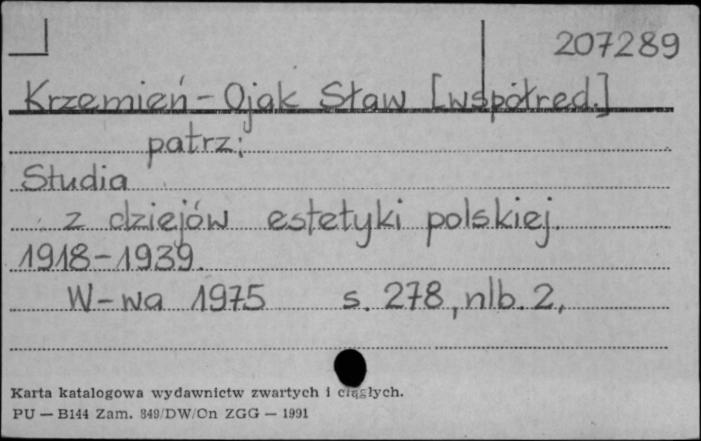 207289
Krzemień-Ojak Sław [współred.]
patrz:
Studia
z dziejów estetyki polskiej.
1918-1939.
W-wa 1975 s. 278, nlb. 2,
Karta katalogowa wydawnictw zwartych i ciągłych.
PU — B144 Zam. 849/DW/On ZGG — 1991